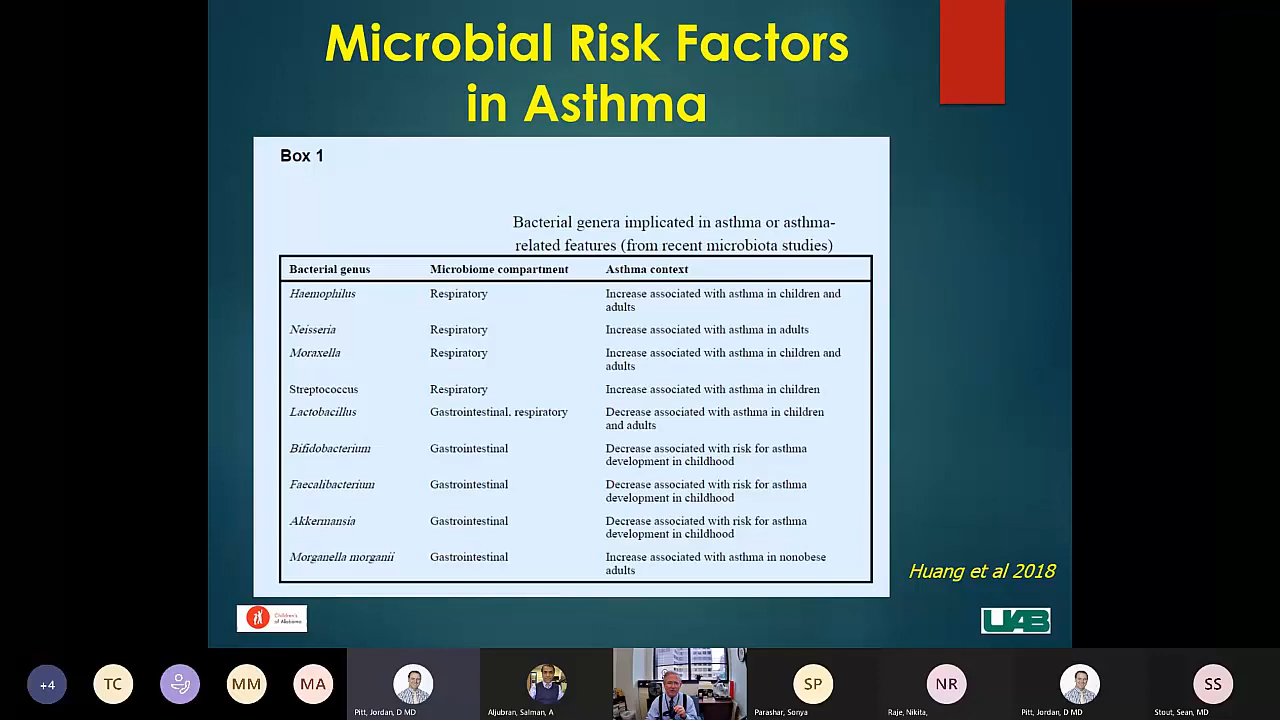 Microbial Risk Factors
in Asthma
Box 1
Bacterial genera implicated in asthma or asthma-
related features (from recent microbiota studies)
Bacterial genus Microbiome compartment Asthma context
Haemophilus Respiratory Increase associated with asthma in children and
adults
Neisseria Respiratory Increase associated with asthma in adults
Moraxella Respiratory Increase associated with asthma in children and
adults
Streptococcus Respiratory Increase associated with asthma in children
Lactobacillus Gastrointestinal, respiratory Decrease associated with asthma in children
and adults
Bifidobacterium Gastrointestinal Decrease associated with risk for asthma
development in childhood
Faecalibacterium Gastrointestinal Decrease associated with risk for asthma
development in childhood
Akkermansia Gastrointestinal Decrease associated with risk for asthma
development in childhood
Morganella morganii Gastrointestinal Increase associated with asthma in nonobese
adults
Huang et al 2018
Children's
of Alabama
UAB
+4 TC MM MA SP NR SS
Pitt, Jordan, D MD Aljubran, Salman, A Parashar, Sonya Raje, Nikita, Pitt, Jordan, D MD Stout, Sean, MD